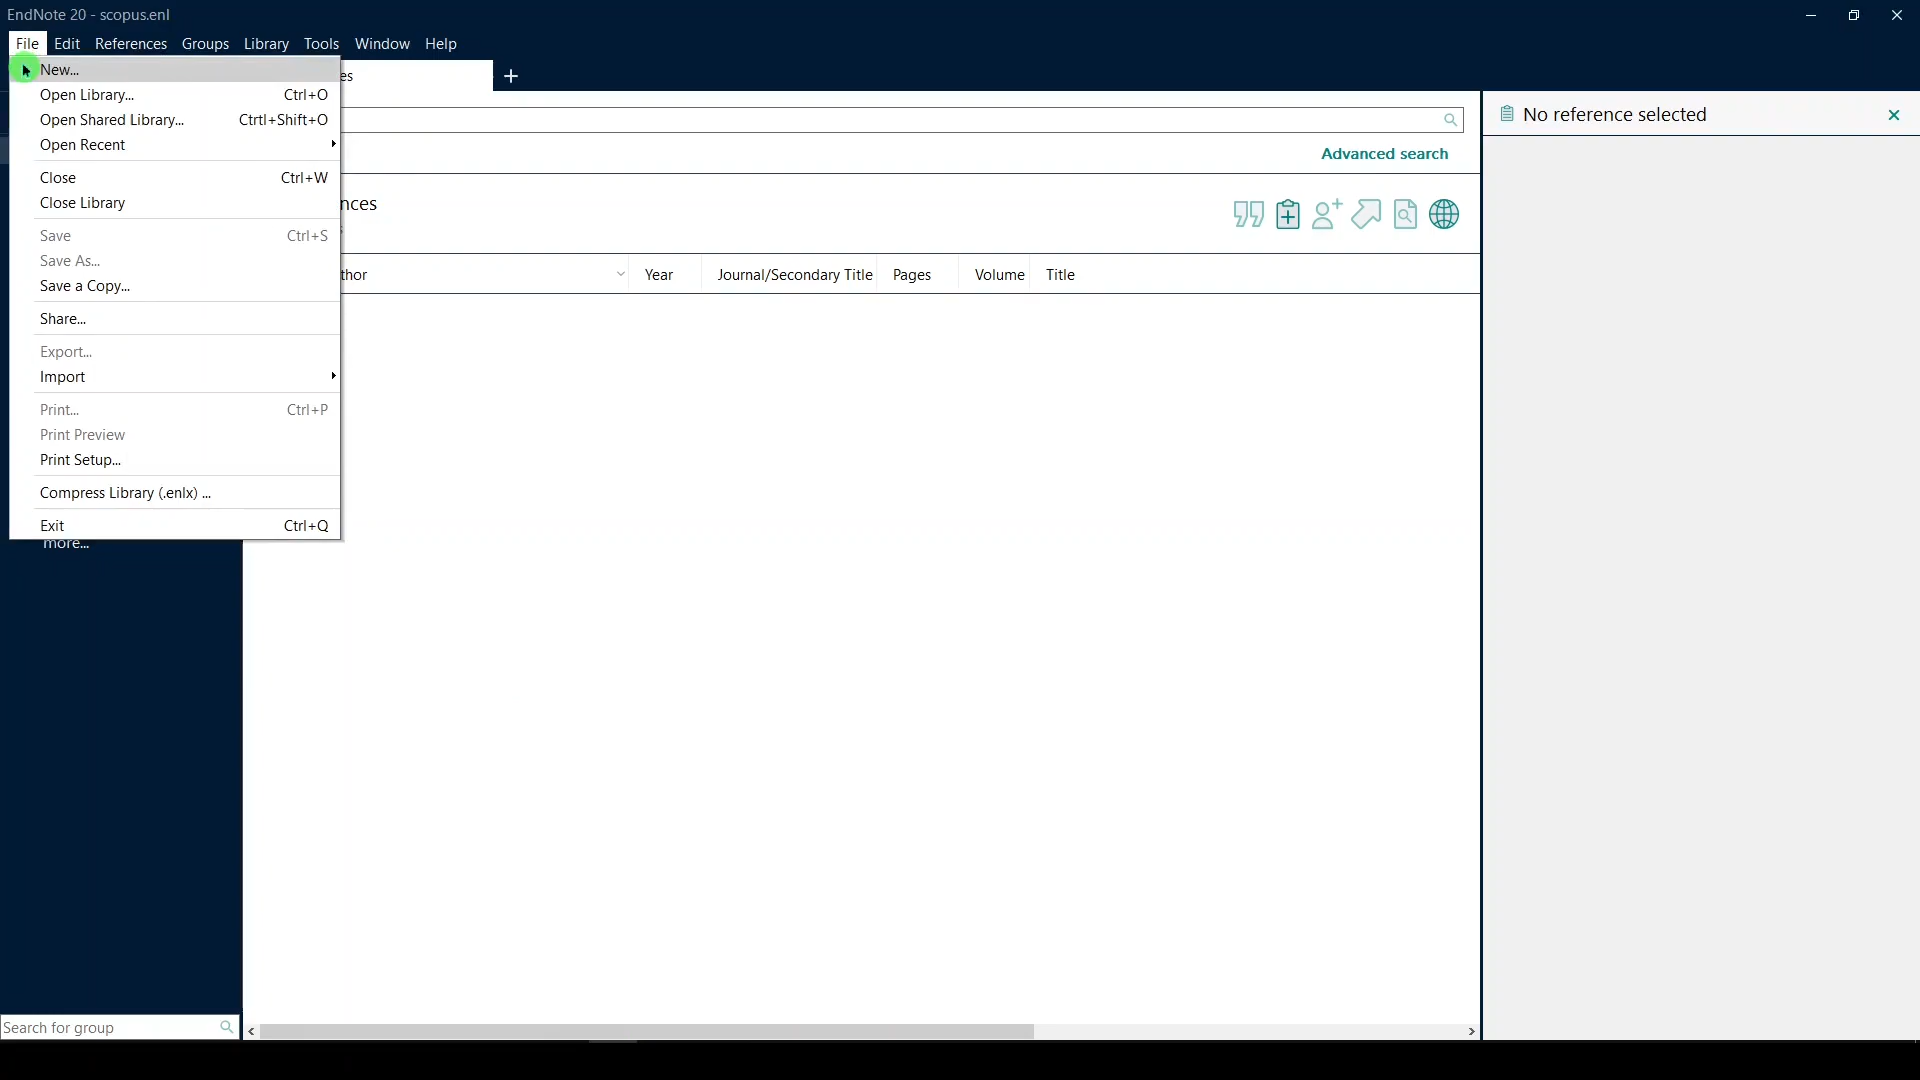 EndNote 20 - scopus.enl
File Edit References Groups Library Tools Window Help
New...
Open Library... Ctrl+O
Open Shared Library... Ctrtl+Shift+O
Open Recent
Close Ctrl+W
Close Library
Save Ctrl+S
Save As...
Save a Copy...
Share...
Export...
Import
Print... Ctrl+P
Print Preview
Print Setup...
Compress Library (.enlx) ...
Exit Ctrl+Q
more...
Search for group
es
Advanced search
nces
thor Year Journal/Secondary Title Pages Volume Title
No reference selected